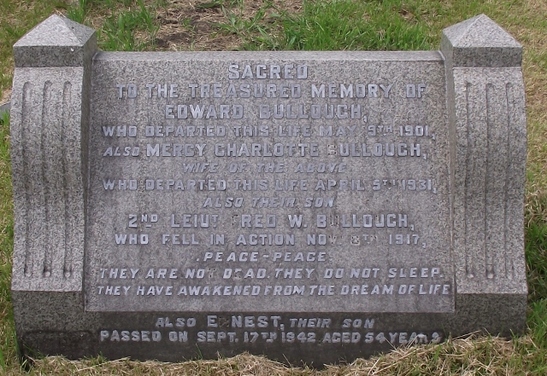 SACRED
TO THE TREASURED MEMORY OF
EDWARD BULLOUGH,
WHO DEPARTED THIS LIFE MAY 9TH 1901,
ALSO MERCY CHARLOTTE BULLOUGH,
WIFE OF THE ABOVE
WHO DEPARTED THIS LIFE APRIL 5TH 1931,
ALSO THEIR SON
2ND LEIUT FRED W. BULLOUGH,
WHO FELL IN ACTION NOV 8TH 1917,
.PEACE-PEACE.
THEY ARE NOT DEAD. THEY DO NOT SLEEP.
THEY HAVE AWAKENED FROM THE DREAM OF LIFE
ALSO ERNEST, THEIR SON
PASSED ON SEPT. 17TH 1942 AGED 54 YEARS